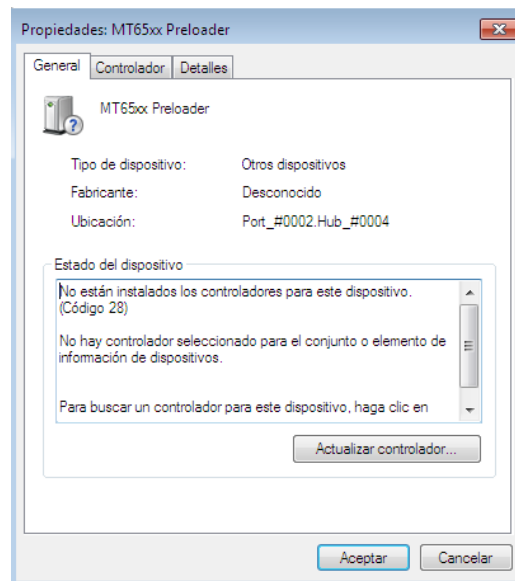 Propiedades: MT65xx Preloader
General Controlador Detalles
MT65xx Preloader
Tipo de dispositivo: Otros dispositivos
Fabricante: Desconocido
Ubicación: Port_#0002.Hub_#0004
Estado del dispositivo
No están instalados los controladores para este dispositivo.
(Código 28)
No hay controlador seleccionado para el conjunto o elemento de
información de dispositivos.
Para buscar un controlador para este dispositivo, haga clic en
Actualizar controlador...
Aceptar Cancelar